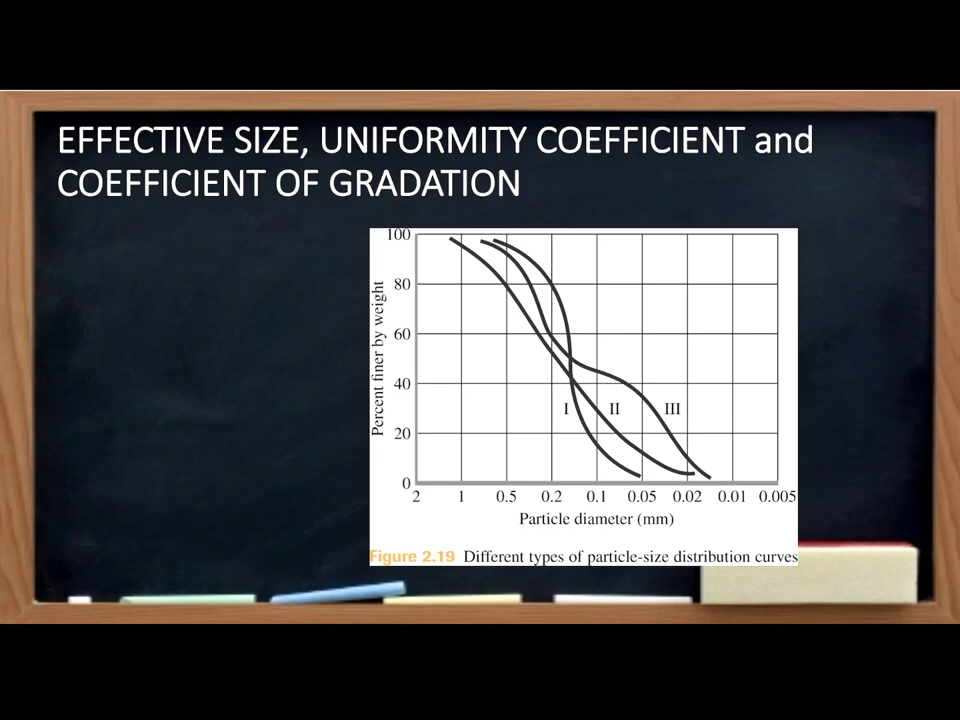 EFFECTIVE SIZE, UNIFORMITY COEFFICIENT and
COEFFICIENT OF GRADATION
Percent finer by weight
100
80
60
40
20
0
I II III
2 1 0.5 0.2 0.1 0.05 0.02 0.01 0.005
Particle diameter (mm)
Figure 2.19 Different types of particle-size distribution curves